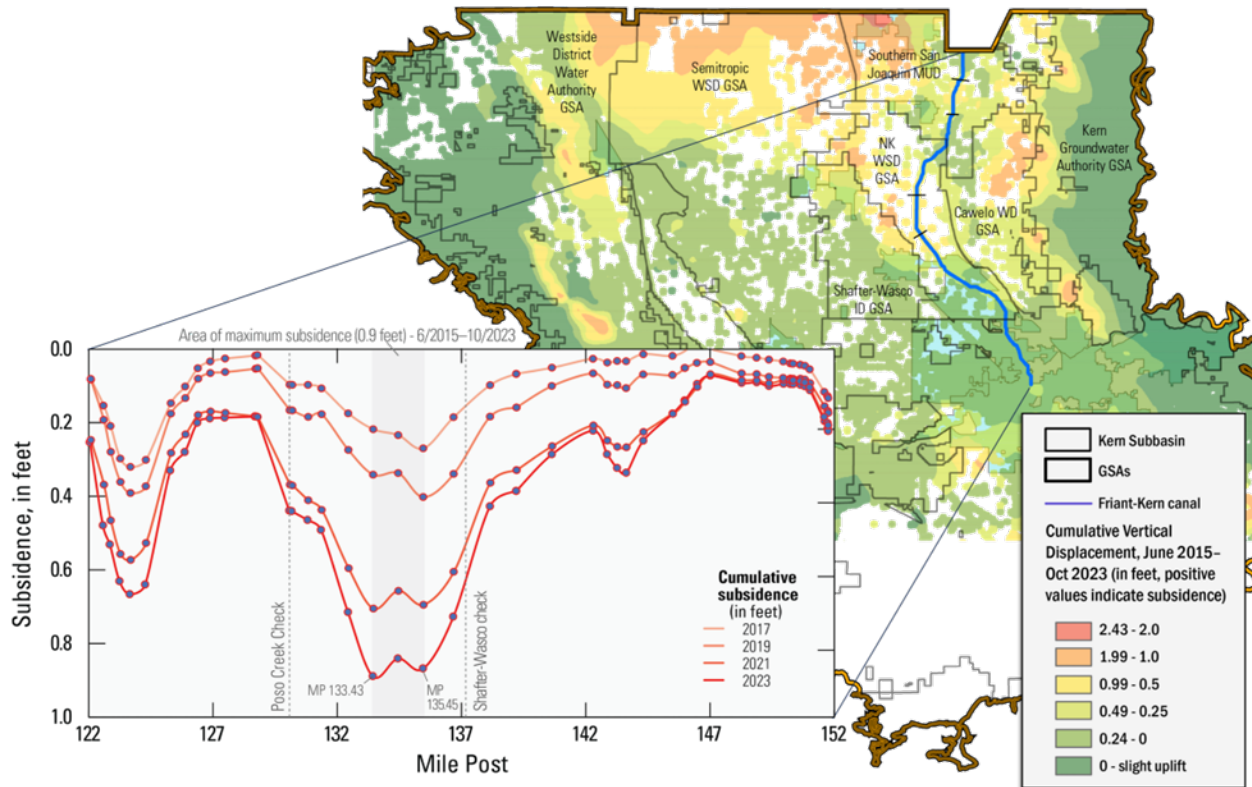 Westside
District
Water
Authority
GSA
Semitropic
WSD GSA
Southern San
Joaquin MUD
NK
WSD
GSA
Kern
Groundwater
Authority GSA
Cawelo WD
GSA
Shafter-Wasco
ID GSA
Area of maximum subsidence (0.9 feet) - 6/2015–10/2023
Subsidence, in feet
0.0
0.2
0.4
0.6
0.8
1.0
122
127
132
137
142
147
152
Mile Post
Poso Creek Check
MP 133.43
MP
135.45
Shafter-Wasco check
Cumulative
subsidence
(in feet)
2017
2019
2021
2023
Kern Subbasin
GSAs
Friant-Kern canal
Cumulative Vertical
Displacement, June 2015–
Oct 2023 (in feet, positive
values indicate subsidence)
2.43 - 2.0
1.99 - 1.0
0.99 - 0.5
0.49 - 0.25
0.24 - 0
0 - slight uplift